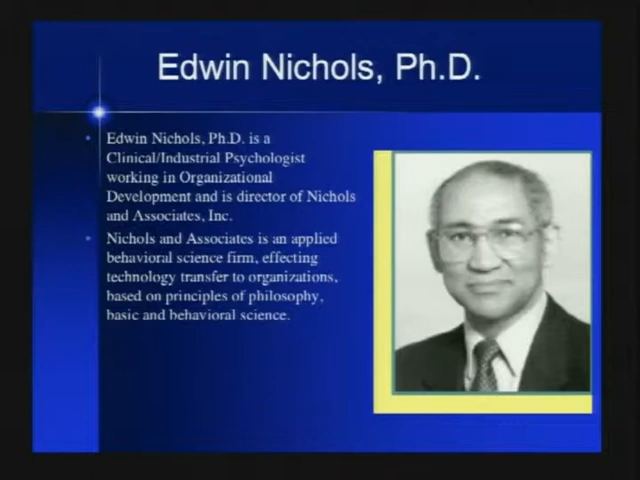 Edwin Nichols, Ph.D.
• Edwin Nichols, Ph.D. is a
Clinical/Industrial Psychologist
working in Organizational
Development and is director of Nichols
and Associates, Inc.
• Nichols and Associates is an applied
behavioral science firm, effecting
technology transfer to organizations,
based on principles of philosophy,
basic and behavioral science.